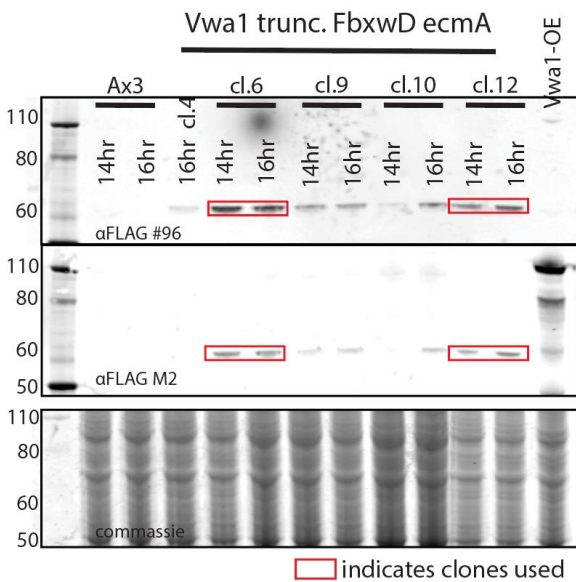 Vwa1 trunc. FbxwD ecmA
Vwa1-OE
Ax3 cl.4 cl.6 cl.9 cl.10 cl.12
110
80
60
14hr 16hr 16hr 14hr 16hr 14hr 16hr 14hr 16hr 14hr 16hr
αFLAG #96
110
80
60
50
αFLAG M2
110
80
60
50
commassie
indicates clones used